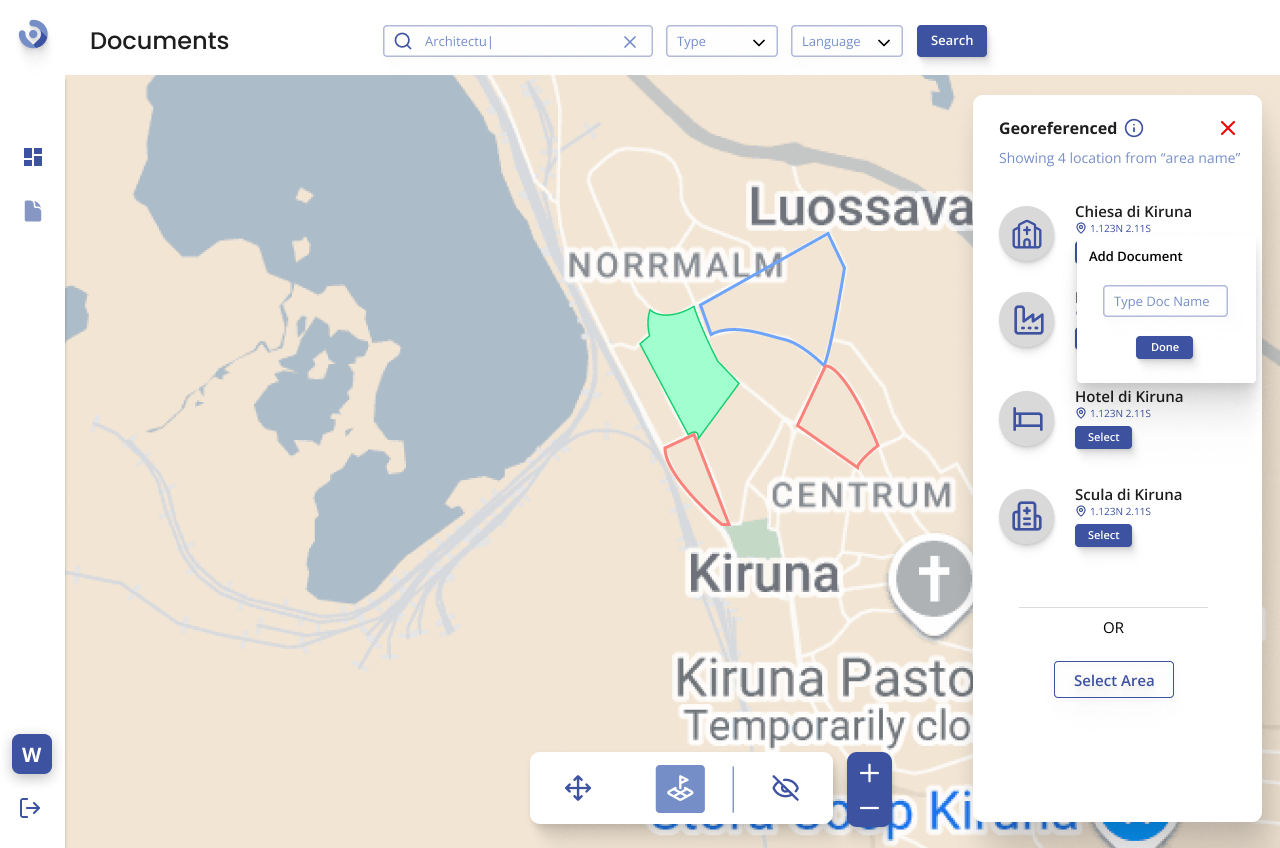 Documents
Architectu
Type
Language
Search
Georeferenced
Showing 4 location from “area name”
Chiesa di Kiruna
1.123N 2.11S
Add Document
Type Doc Name
Done
Hotel di Kiruna
1.123N 2.11S
Select
Scula di Kiruna
1.123N 2.11S
Select
OR
Select Area
Luossava
NORRMALM
CENTRUM
Kiruna
Kiruna Pasto
Temporarily clo
Kiruna
W